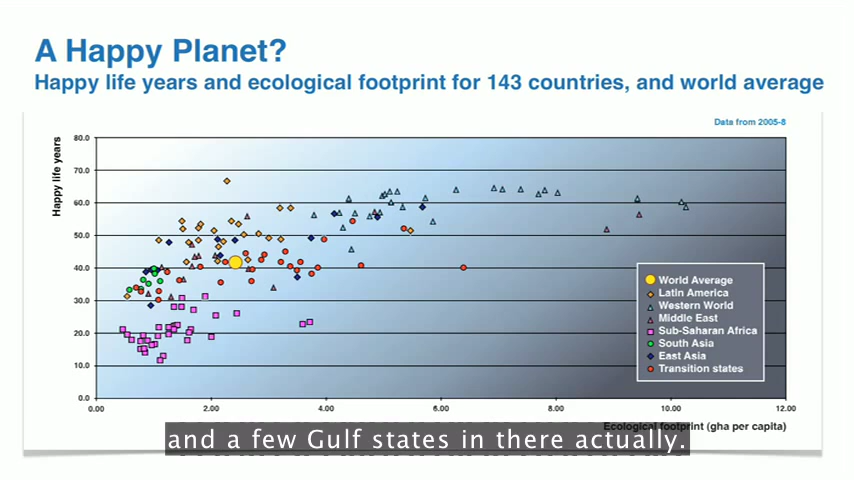 A Happy Planet?
Happy life years and ecological footprint for 143 countries, and world average
Data from 2005-8
Happy life years
80.0
70.0
60.0
50.0
40.0
30.0
20.0
10.0
0.0
0.00
2.00
4.00
6.00
8.00
10.00
12.00
Ecological footprint (gha per capita)
World Average
Latin America
Western World
Middle East
Sub-Saharan Africa
South Asia
East Asia
Transition states
and a few Gulf states in there actually.